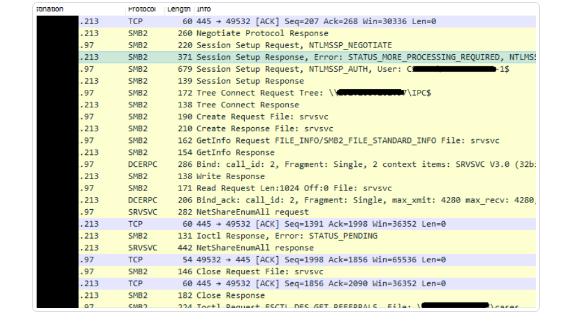 stination Protocol Length Info
.213 TCP 60 445 → 49532 [ACK] Seq=207 Ack=268 Win=30336 Len=0
.213 SMB2 260 Negotiate Protocol Response
.97 SMB2 220 Session Setup Request, NTLMSSP_NEGOTIATE
.213 SMB2 371 Session Setup Response, Error: STATUS_MORE_PROCESSING_REQUIRED, NTLMSS
.97 SMB2 679 Session Setup Request, NTLMSSP_AUTH, User: C -1$
.213 SMB2 139 Session Setup Response
.97 SMB2 172 Tree Connect Request Tree: \\ \IPC$
.213 SMB2 138 Tree Connect Response
.97 SMB2 190 Create Request File: srvsvc
.213 SMB2 210 Create Response File: srvsvc
.97 SMB2 162 GetInfo Request FILE_INFO/SMB2_FILE_STANDARD_INFO File: srvsvc
.213 SMB2 154 GetInfo Response
.97 DCERPC 286 Bind: call_id: 2, Fragment: Single, 2 context items: SRVSVC V3.0 (32bi
.213 SMB2 138 Write Response
.97 SMB2 171 Read Request Len:1024 Off:0 File: srvsvc
.213 DCERPC 206 Bind_ack: call_id: 2, Fragment: Single, max_xmit: 4280 max_recv: 4280,
.97 SRVSVC 282 NetShareEnumAll request
.213 TCP 60 445 → 49532 [ACK] Seq=1391 Ack=1998 Win=36352 Len=0
.213 SMB2 131 Ioctl Response, Error: STATUS_PENDING
.213 SRVSVC 442 NetShareEnumAll response
.97 TCP 54 49532 → 445 [ACK] Seq=1998 Ack=1856 Win=65536 Len=0
.97 SMB2 146 Close Request File: srvsvc
.213 TCP 60 445 → 49532 [ACK] Seq=1856 Ack=2090 Win=36352 Len=0
.213 SMB2 182 Close Response
.97 SMB2 224 Ioctl Request FSCTL_DFS_GET_REFERRALS, File: \ \cases